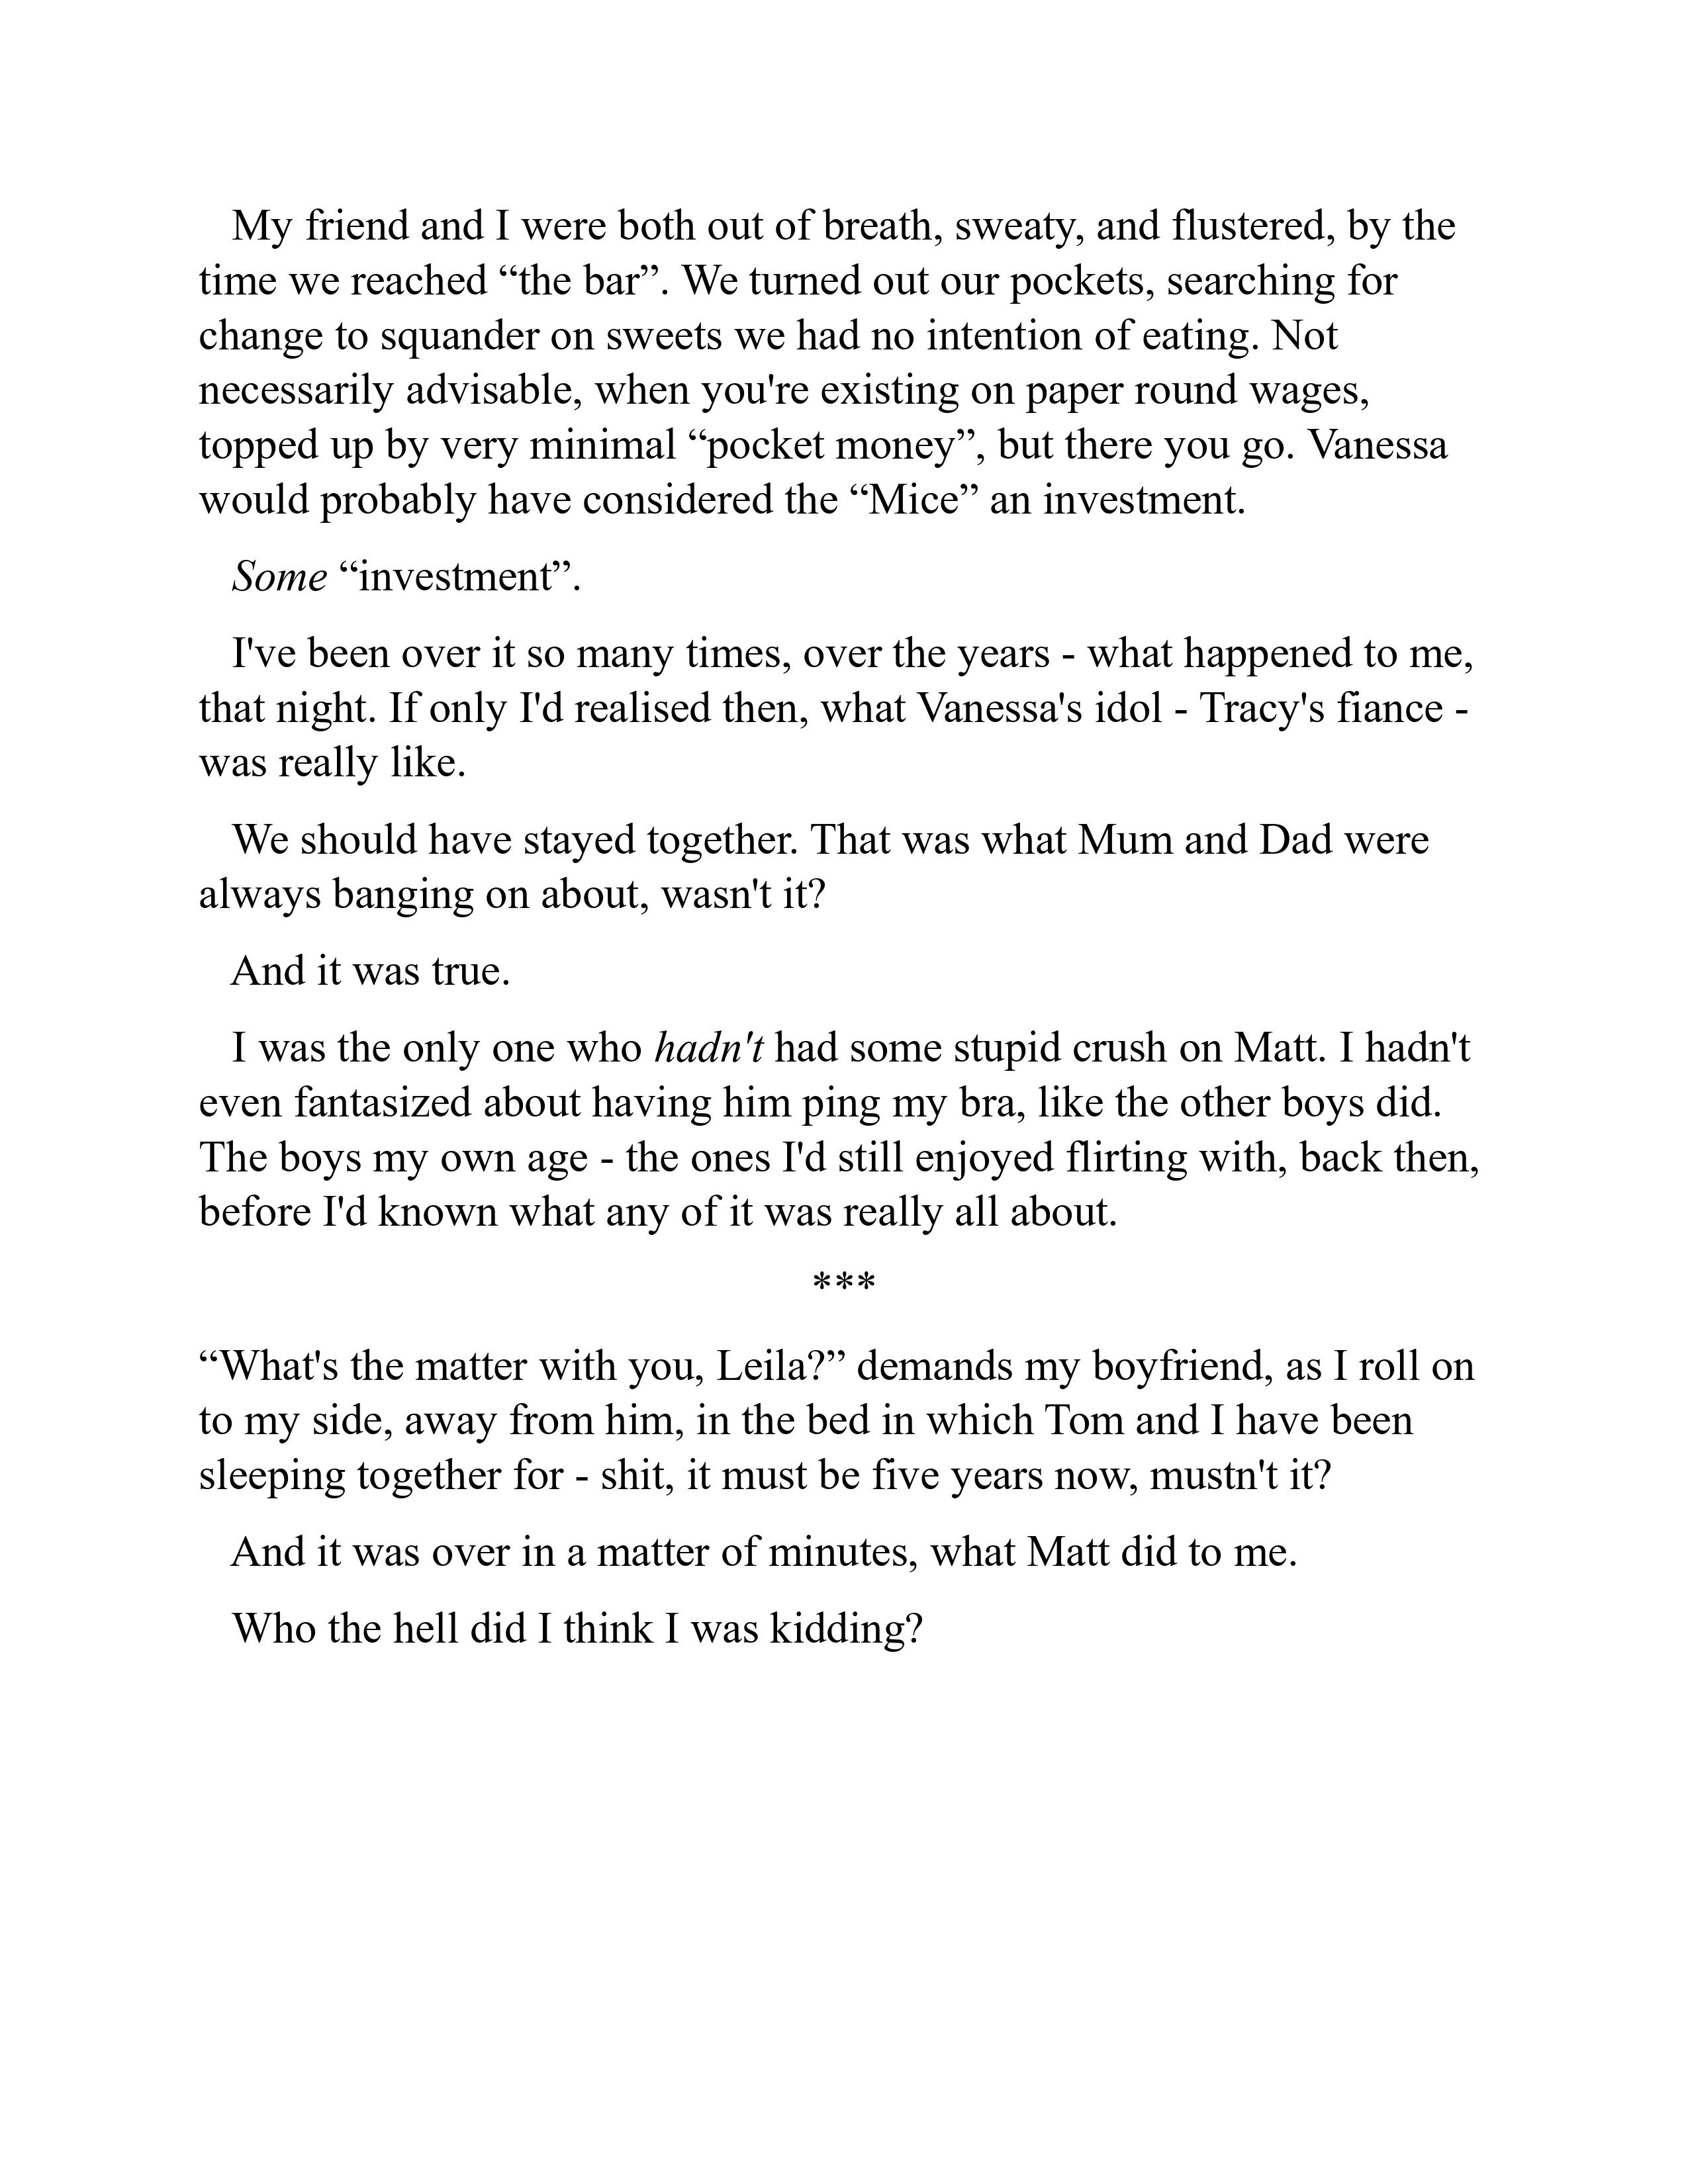 My friend and I were both out of breath, sweaty, and flustered, by the
time we reached “the bar”. We turned out our pockets, searching for
change to squander on sweets we had no intention of eating. Not
necessarily advisable, when you're existing on paper round wages,
topped up by very minimal “pocket money”, but there you go. Vanessa
would probably have considered the “Mice” an investment.
Some “investment”.
I've been over it so many times, over the years - what happened to me,
that night. If only I'd realised then, what Vanessa's idol - Tracy's fiance -
was really like.
We should have stayed together. That was what Mum and Dad were
always banging on about, wasn't it?
And it was true.
I was the only one who hadn't had some stupid crush on Matt. I hadn't
even fantasized about having him ping my bra, like the other boys did.
The boys my own age - the ones I'd still enjoyed flirting with, back then,
before I'd known what any of it was really all about.
***
“What's the matter with you, Leila?” demands my boyfriend, as I roll on
to my side, away from him, in the bed in which Tom and I have been
sleeping together for - shit, it must be five years now, mustn't it?
And it was over in a matter of minutes, what Matt did to me.
Who the hell did I think I was kidding?